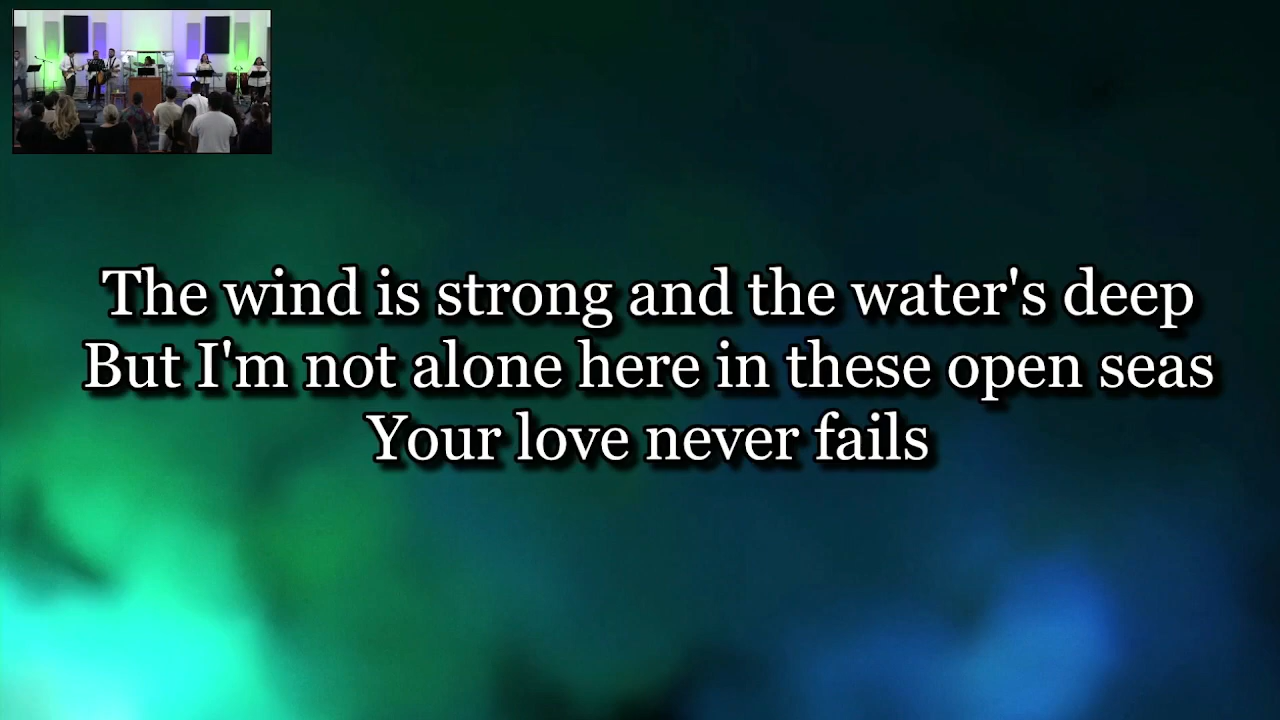 The wind is strong and the water's deep
But I'm not alone here in these open seas
Your love never fails